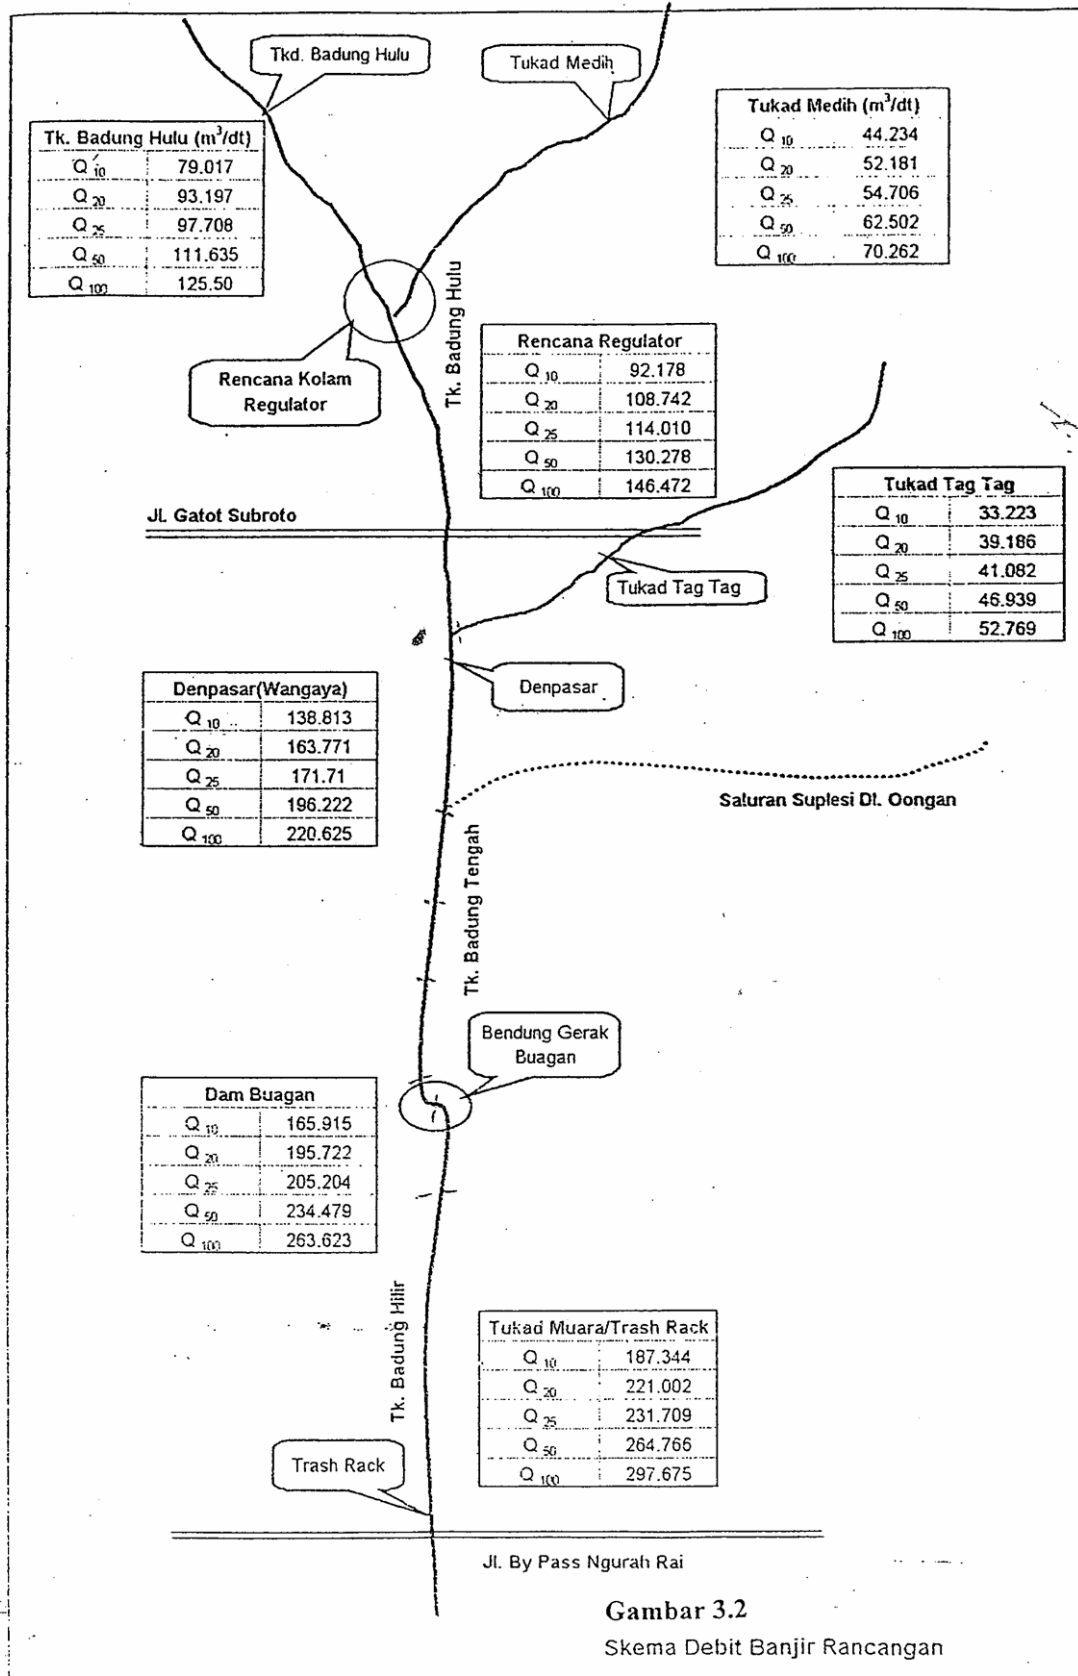 Tkd. Badung Hulu
Tukad Medih
Tk. Badung Hulu (m³/dt)
Q 10 79.017
Q 20 93.197
Q 25 97.708
Q 50 111.635
Q 100 125.50
Tukad Medih (m³/dt)
Q 10 44.234
Q 20 52.181
Q 25 54.706
Q 50 62.502
Q 100 70.262
Tk. Badung Hulu
Rencana Kolam
Regulator
Rencana Regulator
Q 10 92.178
Q 20 108.742
Q 25 114.010
Q 50 130.278
Q 100 146.472
Jl. Gatot Subroto
Tukad Tag Tag
Q 10 33.223
Q 20 39.186
Q 25 41.082
Q 50 46.939
Q 100 52.769
Tukad Tag Tag
Denpasar
Denpasar(Wangaya)
Q 10 138.813
Q 20 163.771
Q 25 171.71
Q 50 196.222
Q 100 220.625
Saluran Suplesi DI. Oongan
Tk. Badung Tengah
Bendung Gerak
Buagan
Dam Buagan
Q 10 165.915
Q 20 195.722
Q 25 205.204
Q 50 234.479
Q 100 263.623
Tk. Badung Hilir
Tukad Muara/Trash Rack
Q 10 187.344
Q 20 221.002
Q 25 231.709
Q 50 264.766
Q 100 297.675
Trash Rack
Jl. By Pass Ngurah Rai
Gambar 3.2
Skema Debit Banjir Rancangan